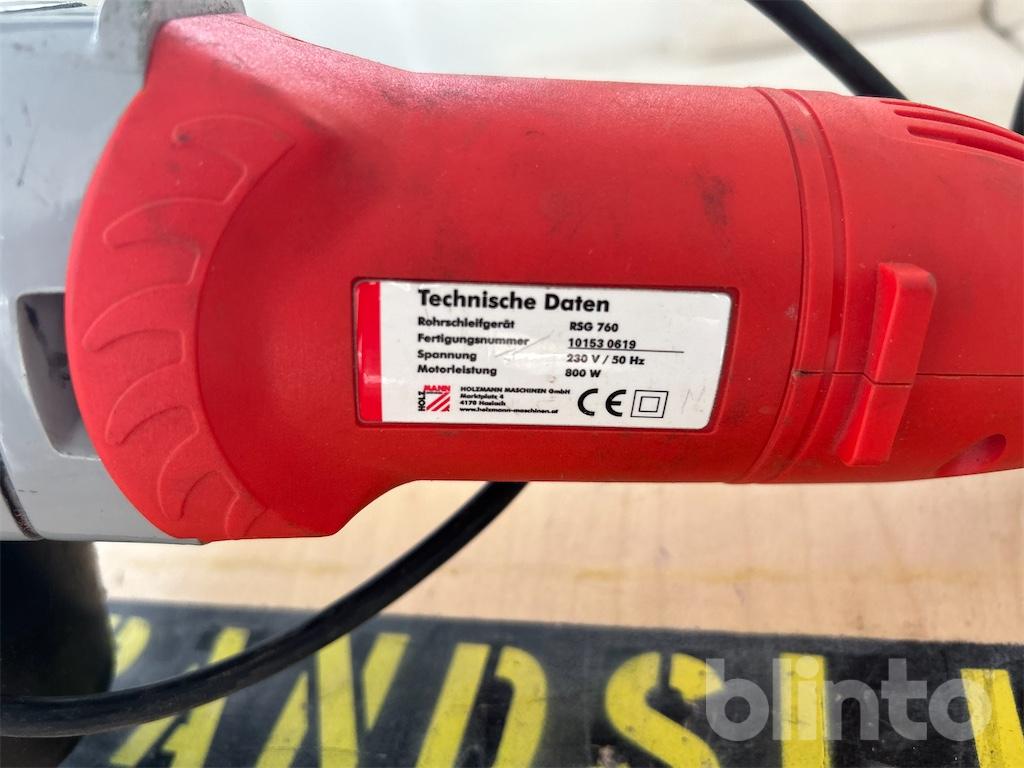 Technische Daten
Rohrschleifgerät RSG 760
Fertigungsnummer 10153 0619
Spannung 230 V / 50 Hz
Motorleistung 800 W
HOLZMANN
HOLZMANN MASCHINEN GmbH
Marktplatz 4
4170 Haslach
www.holzmann-maschinen.at
CE
blinto